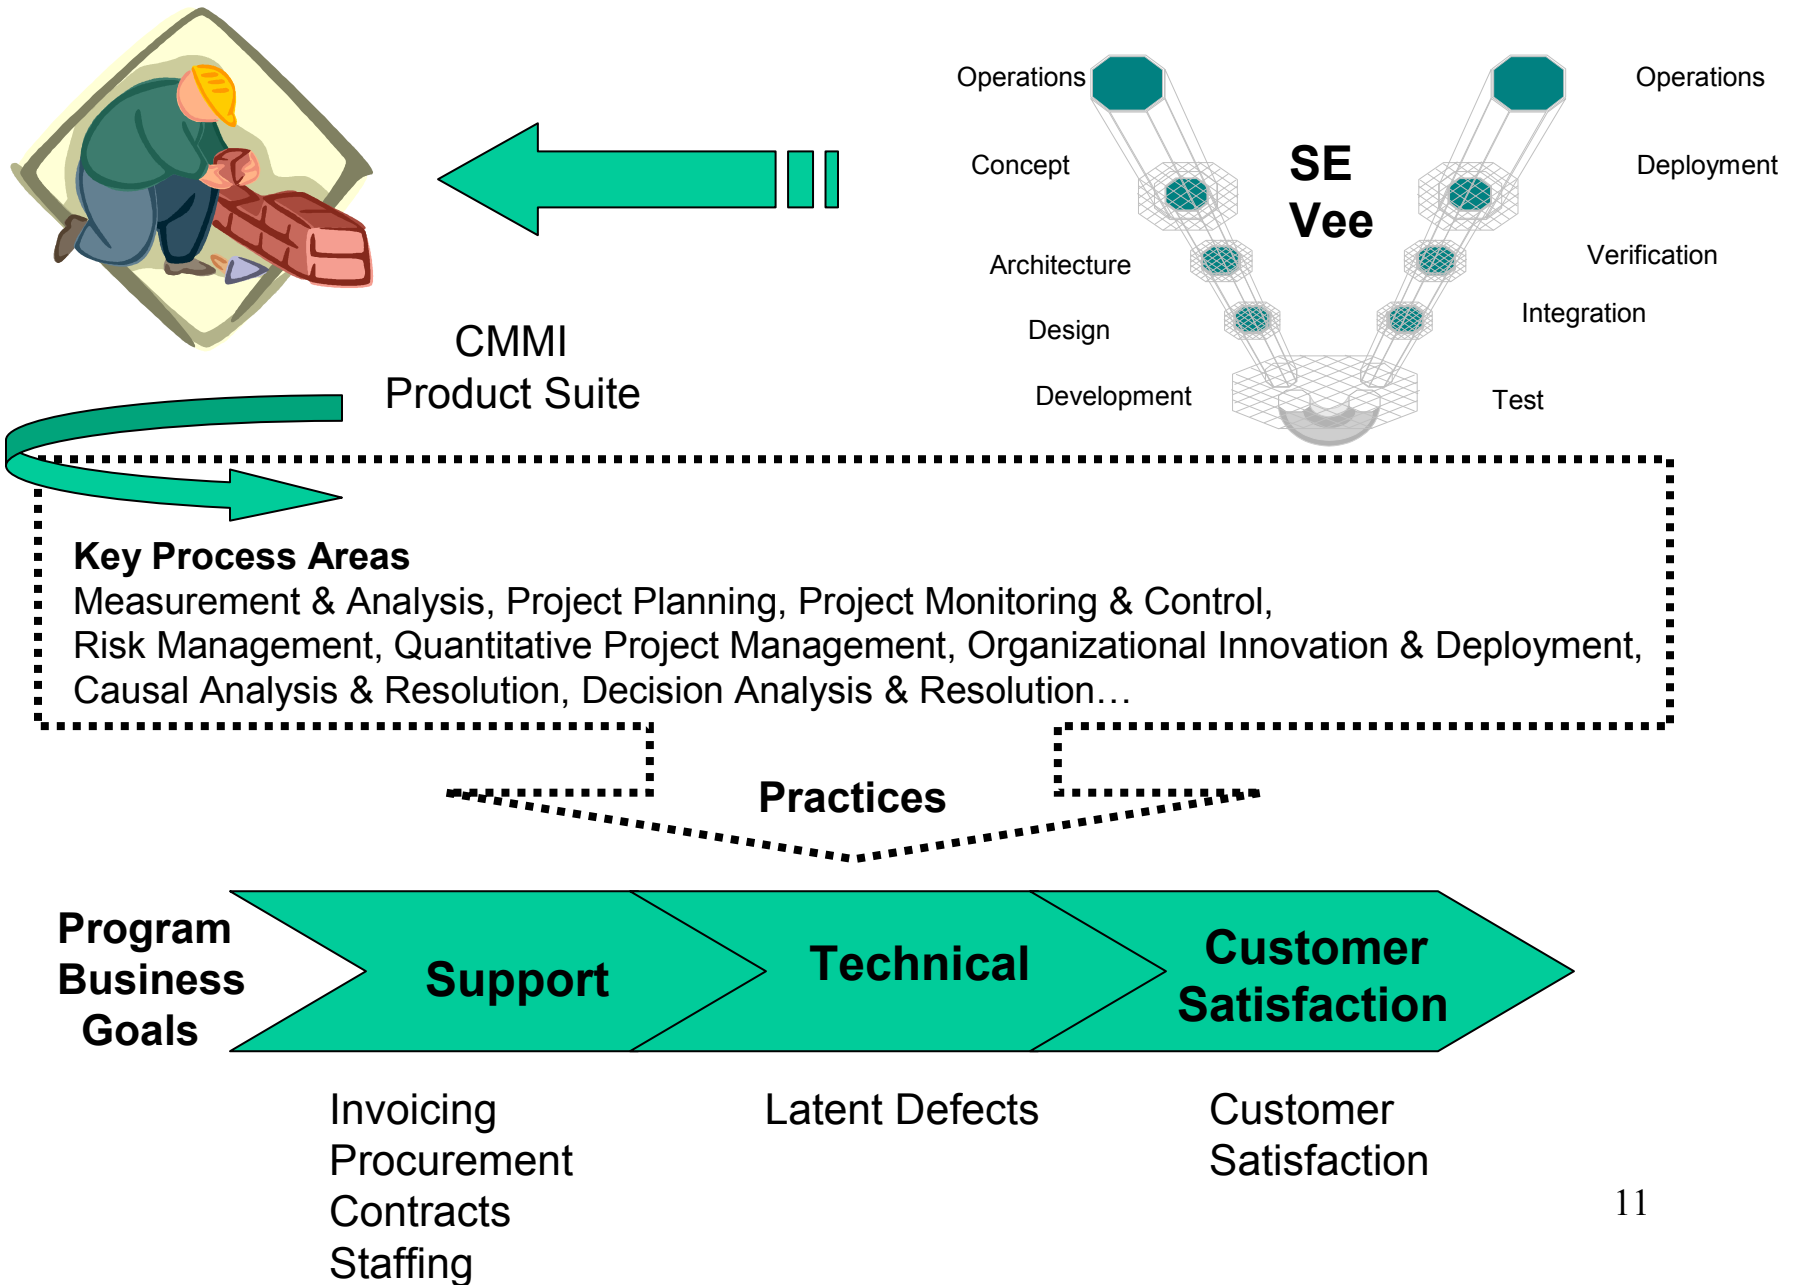 Operations
Operations
SE
Vee
Concept
Deployment
Architecture
Verification
Design
Integration
Development
Test
CMMI
Product Suite
Key Process Areas
Measurement & Analysis, Project Planning, Project Monitoring & Control,
Risk Management, Quantitative Project Management, Organizational Innovation & Deployment,
Causal Analysis & Resolution, Decision Analysis & Resolution…
Practices
Program
Business
Goals
Support
Technical
Customer
Satisfaction
Invoicing
Procurement
Contracts
Staffing
Latent Defects
Customer
Satisfaction
11